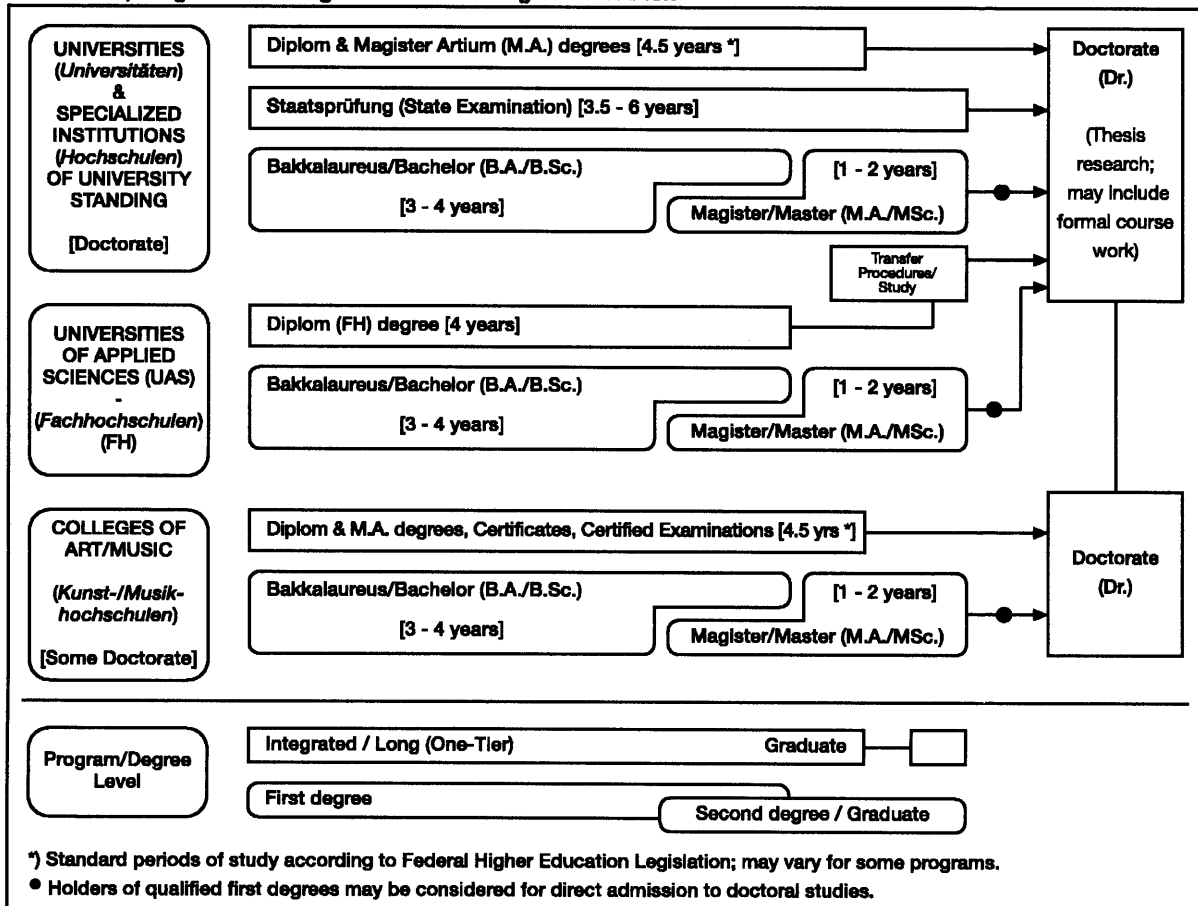 UNIVERSITIES
(Universitäten)
&
SPECIALIZED
INSTITUTIONS
(Hochschulen)
OF UNIVERSITY
STANDING
[Doctorate]
Diplom & Magister Artium (M.A.) degrees [4.5 years *]
Staatsprüfung (State Examination) [3.5 - 6 years]
Bakkalaureus/Bachelor (B.A./B.Sc.)
[3 - 4 years]
[1 - 2 years]
Magister/Master (M.A./MSc.)
Transfer
Procedures/
Study
Doctorate
(Dr.)
(Thesis
research;
may include
formal course
work)
UNIVERSITIES
OF APPLIED
SCIENCES (UAS)
-
(Fachhochschulen)
(FH)
Diplom (FH) degree [4 years]
Bakkalaureus/Bachelor (B.A./B.Sc.)
[3 - 4 years]
[1 - 2 years]
Magister/Master (M.A./MSc.)
COLLEGES OF
ART/MUSIC
(Kunst-/Musik-
hochschulen)
[Some Doctorate]
Diplom & M.A. degrees, Certificates, Certified Examinations [4.5 yrs *]
Bakkalaureus/Bachelor (B.A./B.Sc.)
[3 - 4 years]
[1 - 2 years]
Magister/Master (M.A./MSc.)
Doctorate
(Dr.)
Program/Degree
Level
Integrated / Long (One-Tier) Graduate
First degree
Second degree / Graduate
*) Standard periods of study according to Federal Higher Education Legislation; may vary for some programs.
● Holders of qualified first degrees may be considered for direct admission to doctoral studies.